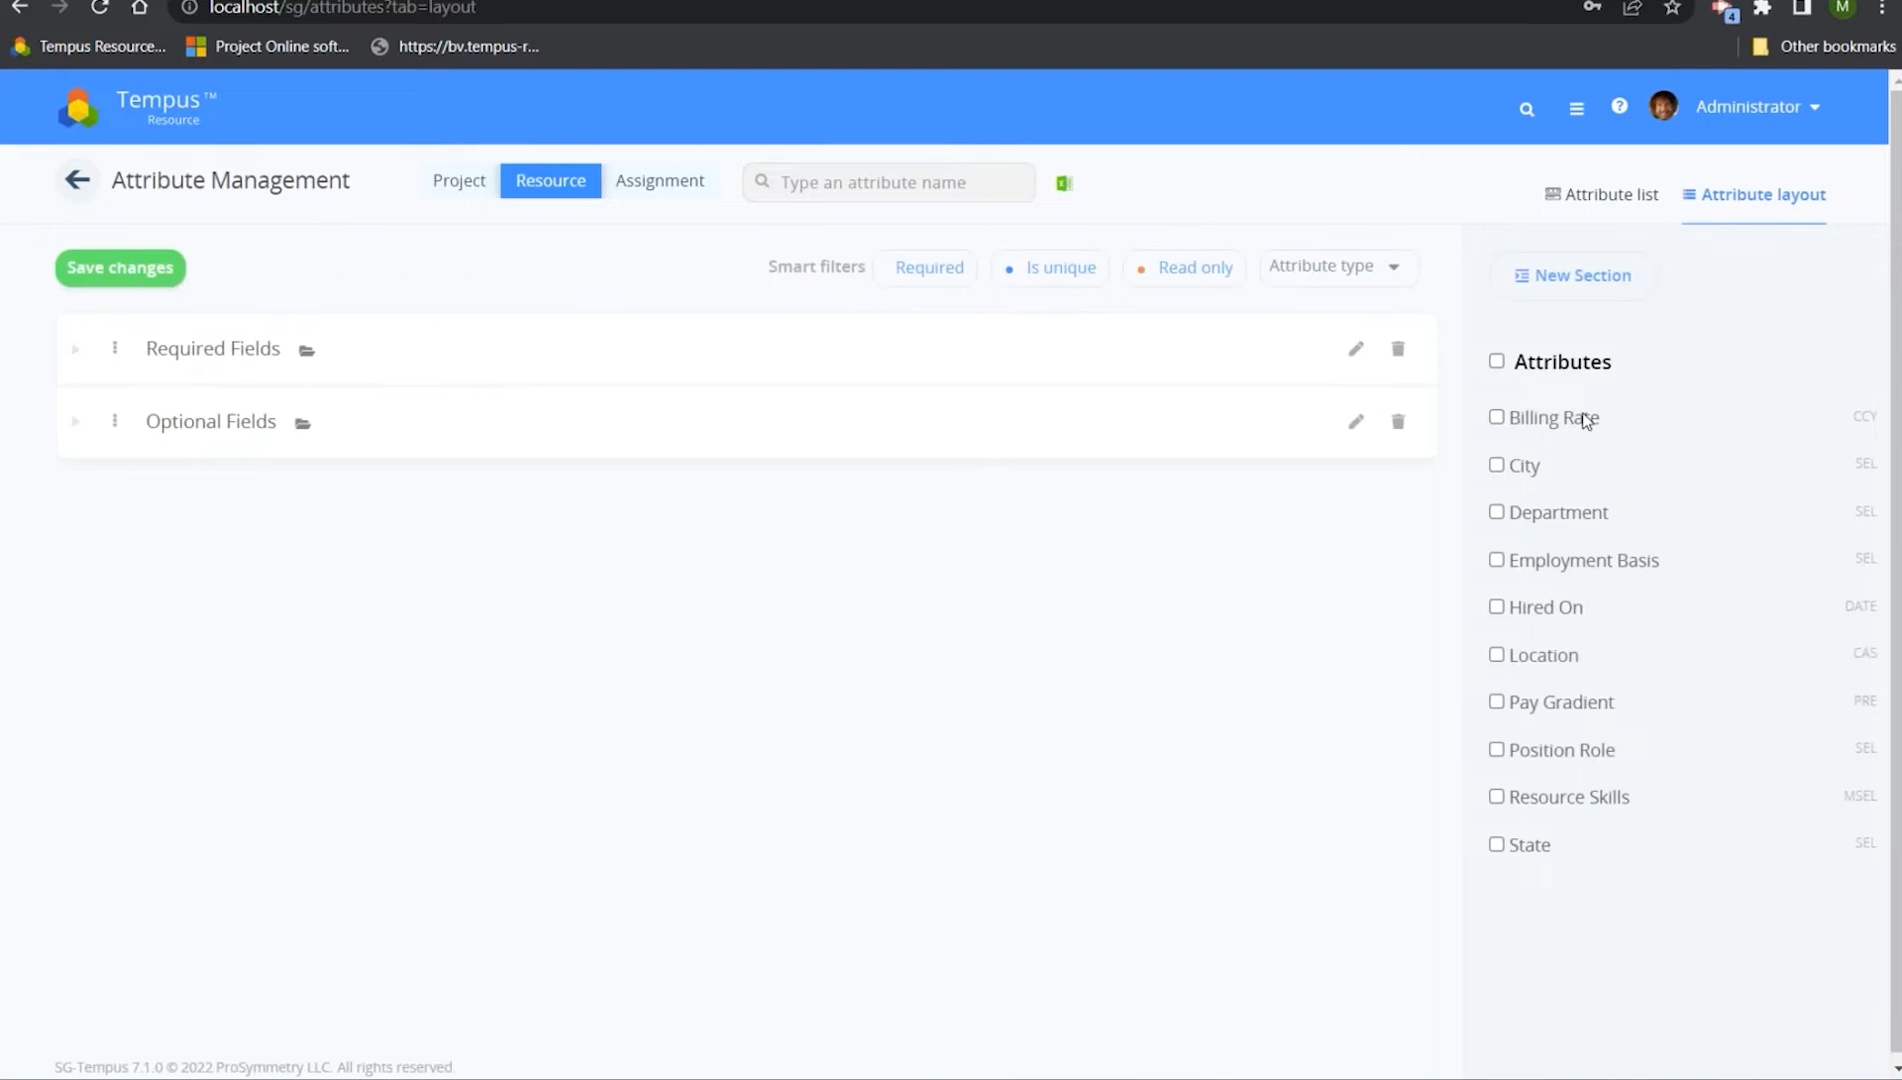 localhost/sg/attributes?tab=layout
4
M
Tempus Resource... Project Online soft... https://bv.tempus-r... Other bookmarks
Tempus™
Resource
Administrator
Attribute Management Project Resource Assignment Type an attribute name
Attribute list Attribute layout
Save changes Smart filters Required Is unique Read only Attribute type
New Section
Required Fields
Optional Fields
Attributes
Billing Rate CCY
City SEL
Department SEL
Employment Basis SEL
Hired On DATE
Location CAS
Pay Gradient PRE
Position Role SEL
Resource Skills MSEL
State SEL
SG-Tempus 7.1.0 © 2022 ProSymmetry LLC. All rights reserved.